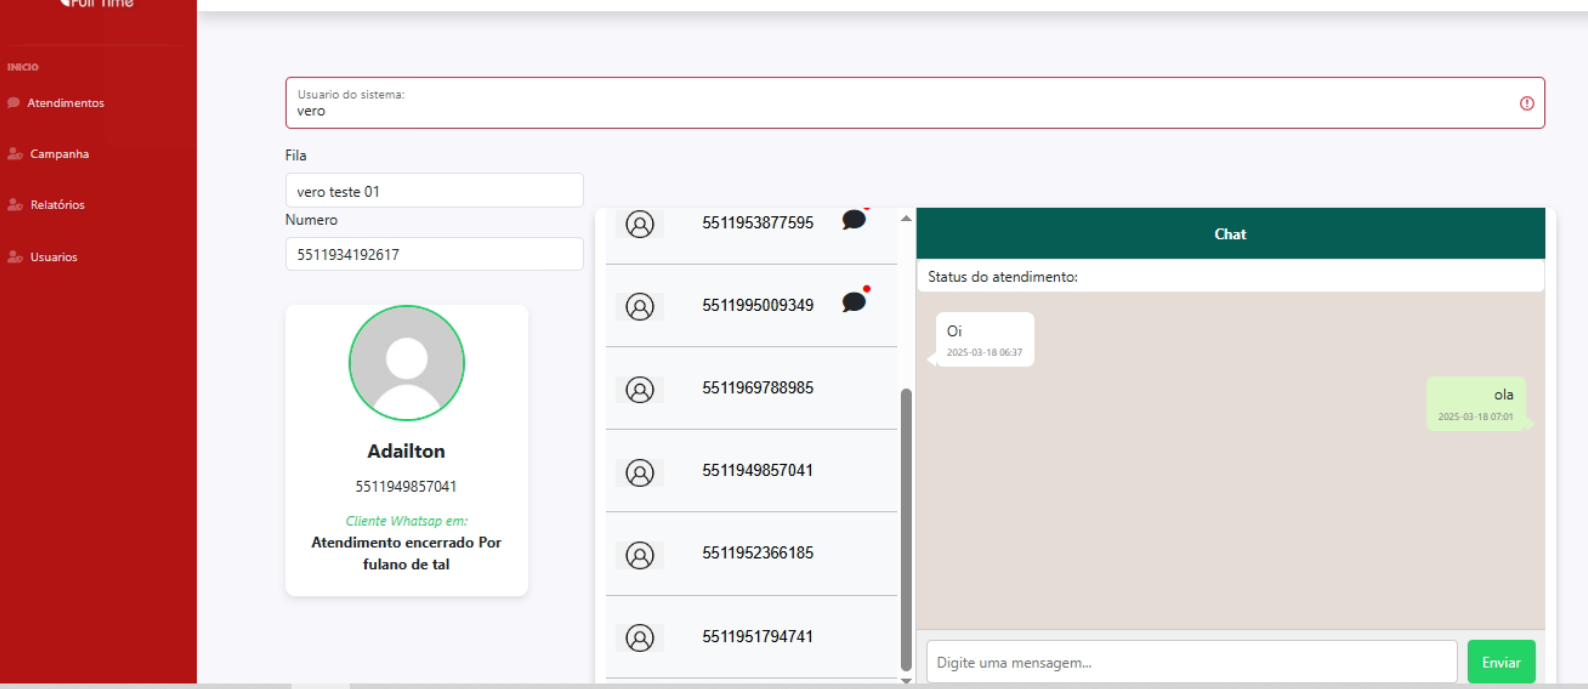 Full Time
INICIO
Atendimentos
Campanha
Relatórios
Usuarios
Usuario do sistema:
vero
Fila
vero teste 01
Numero
5511934192617
Adailton
5511949857041
Cliente Whatsap em:
Atendimento encerrado Por
fulano de tal
5511953877595
5511995009349
5511969788985
5511949857041
5511952366185
5511951794741
Chat
Status do atendimento:
Oi
2025-03-18 06:37
ola
2025-03-18 07:01
Digite uma mensagem...
Enviar